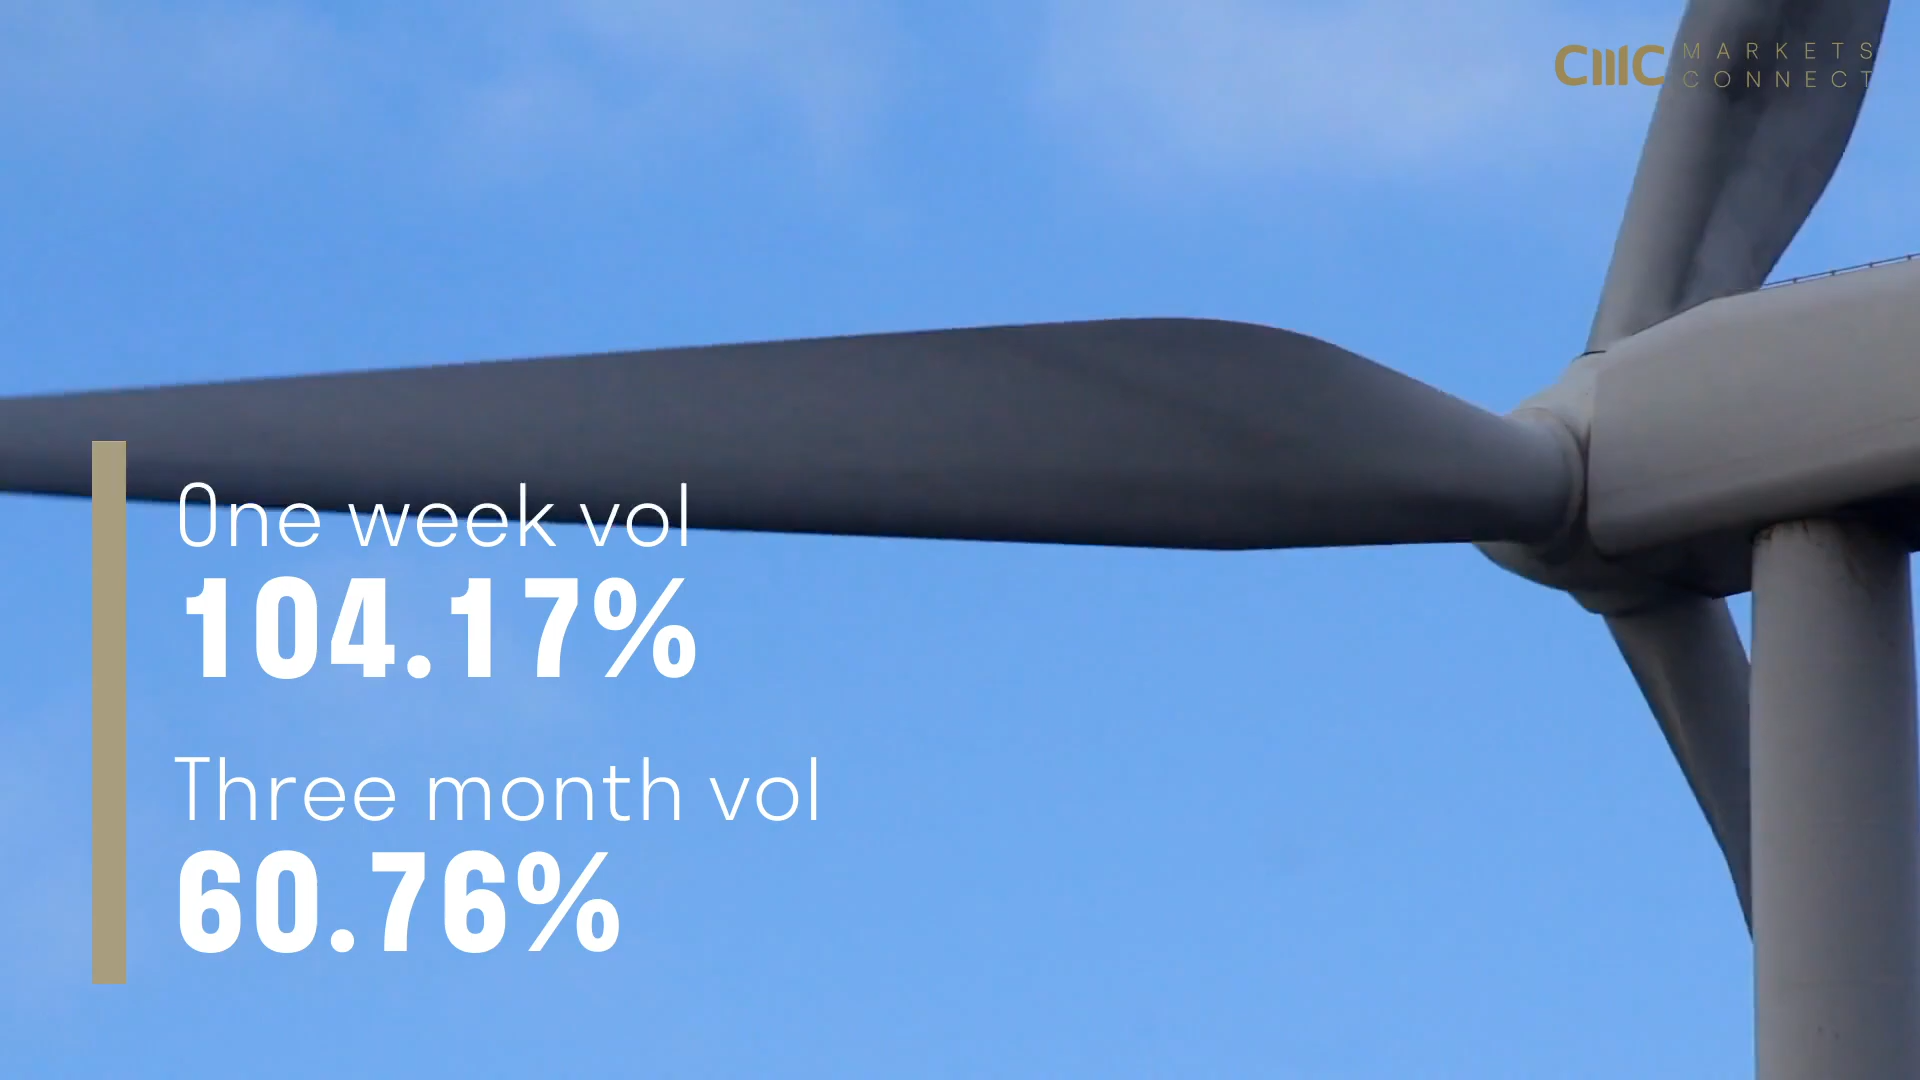 CMC MARKETS
CONNECT
One week vol
104.17%
Three month vol
60.76%